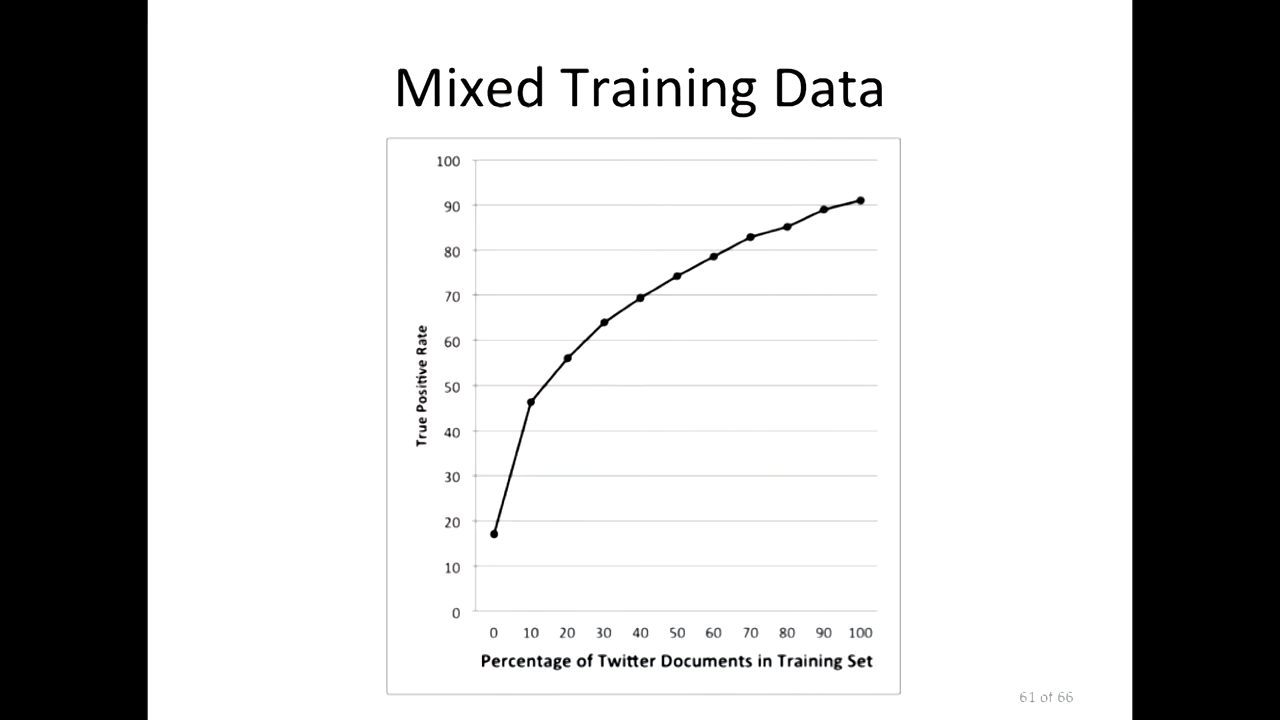 Mixed Training Data
100
90
80
70
60
50
40
30
20
10
0
True Positive Rate
0 10 20 30 40 50 60 70 80 90 100
Percentage of Twitter Documents in Training Set
61 of 66